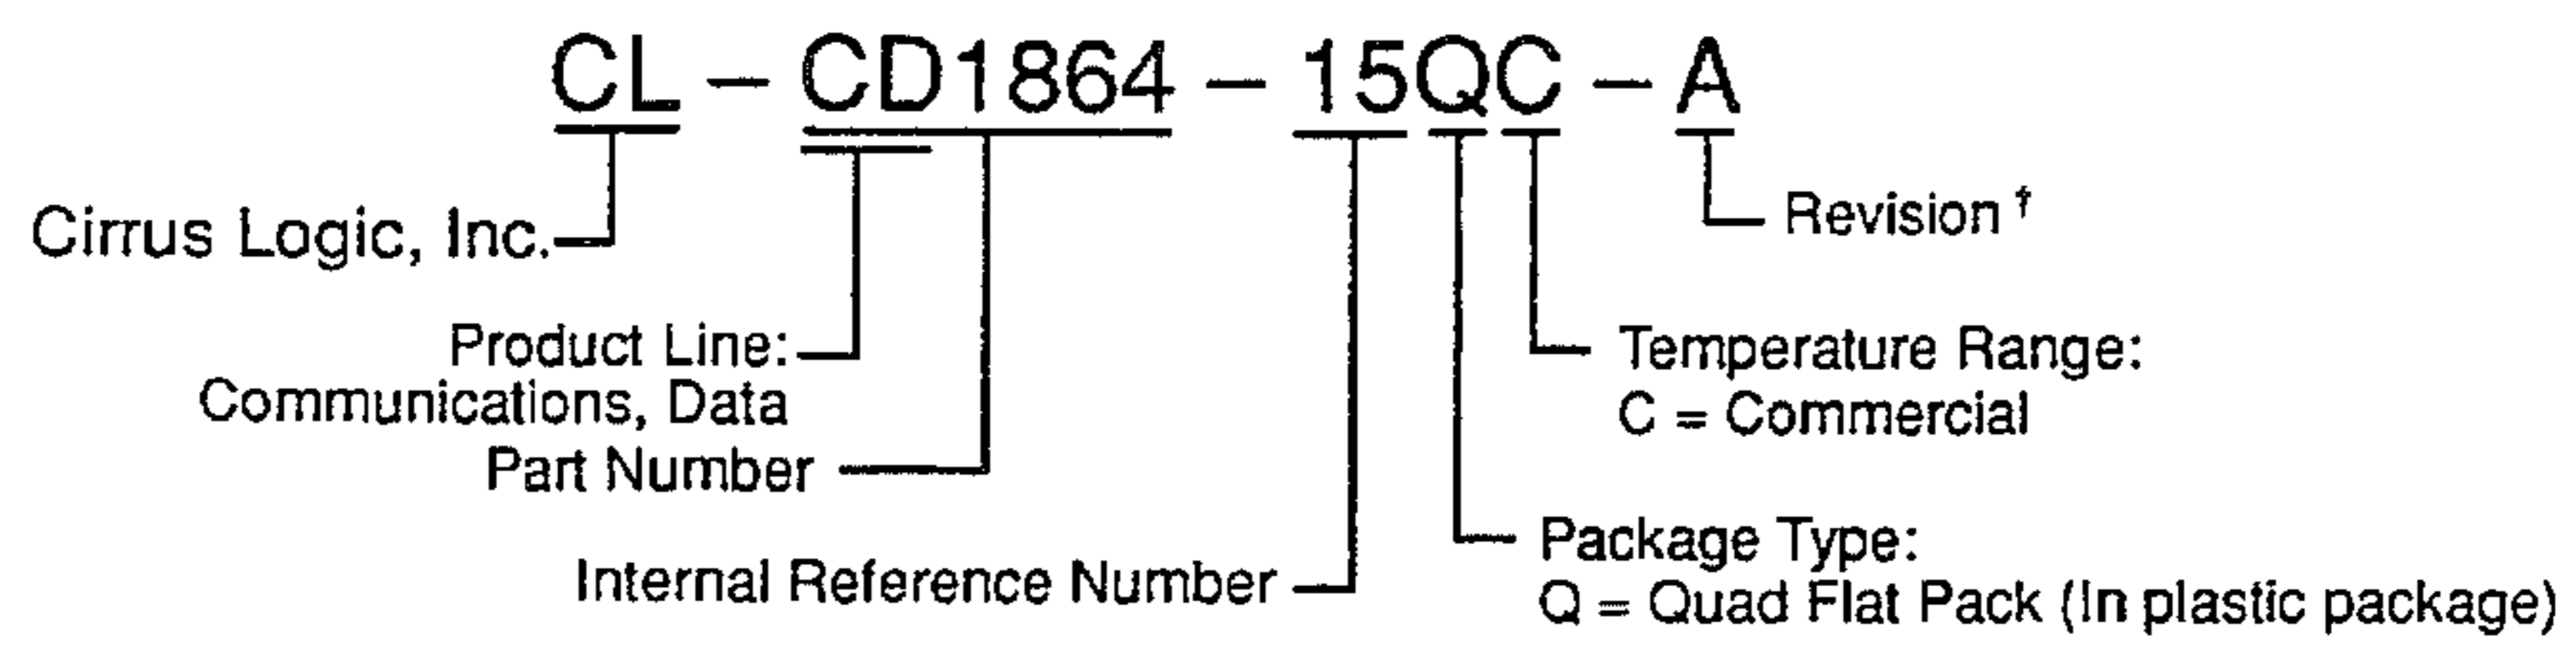 CL – CD1864 – 15QC – A
Cirrus Logic, Inc.
Revision †
Product Line:
Communications, Data
Temperature Range:
C = Commercial
Part Number
Internal Reference Number
Package Type:
Q = Quad Flat Pack (In plastic package)